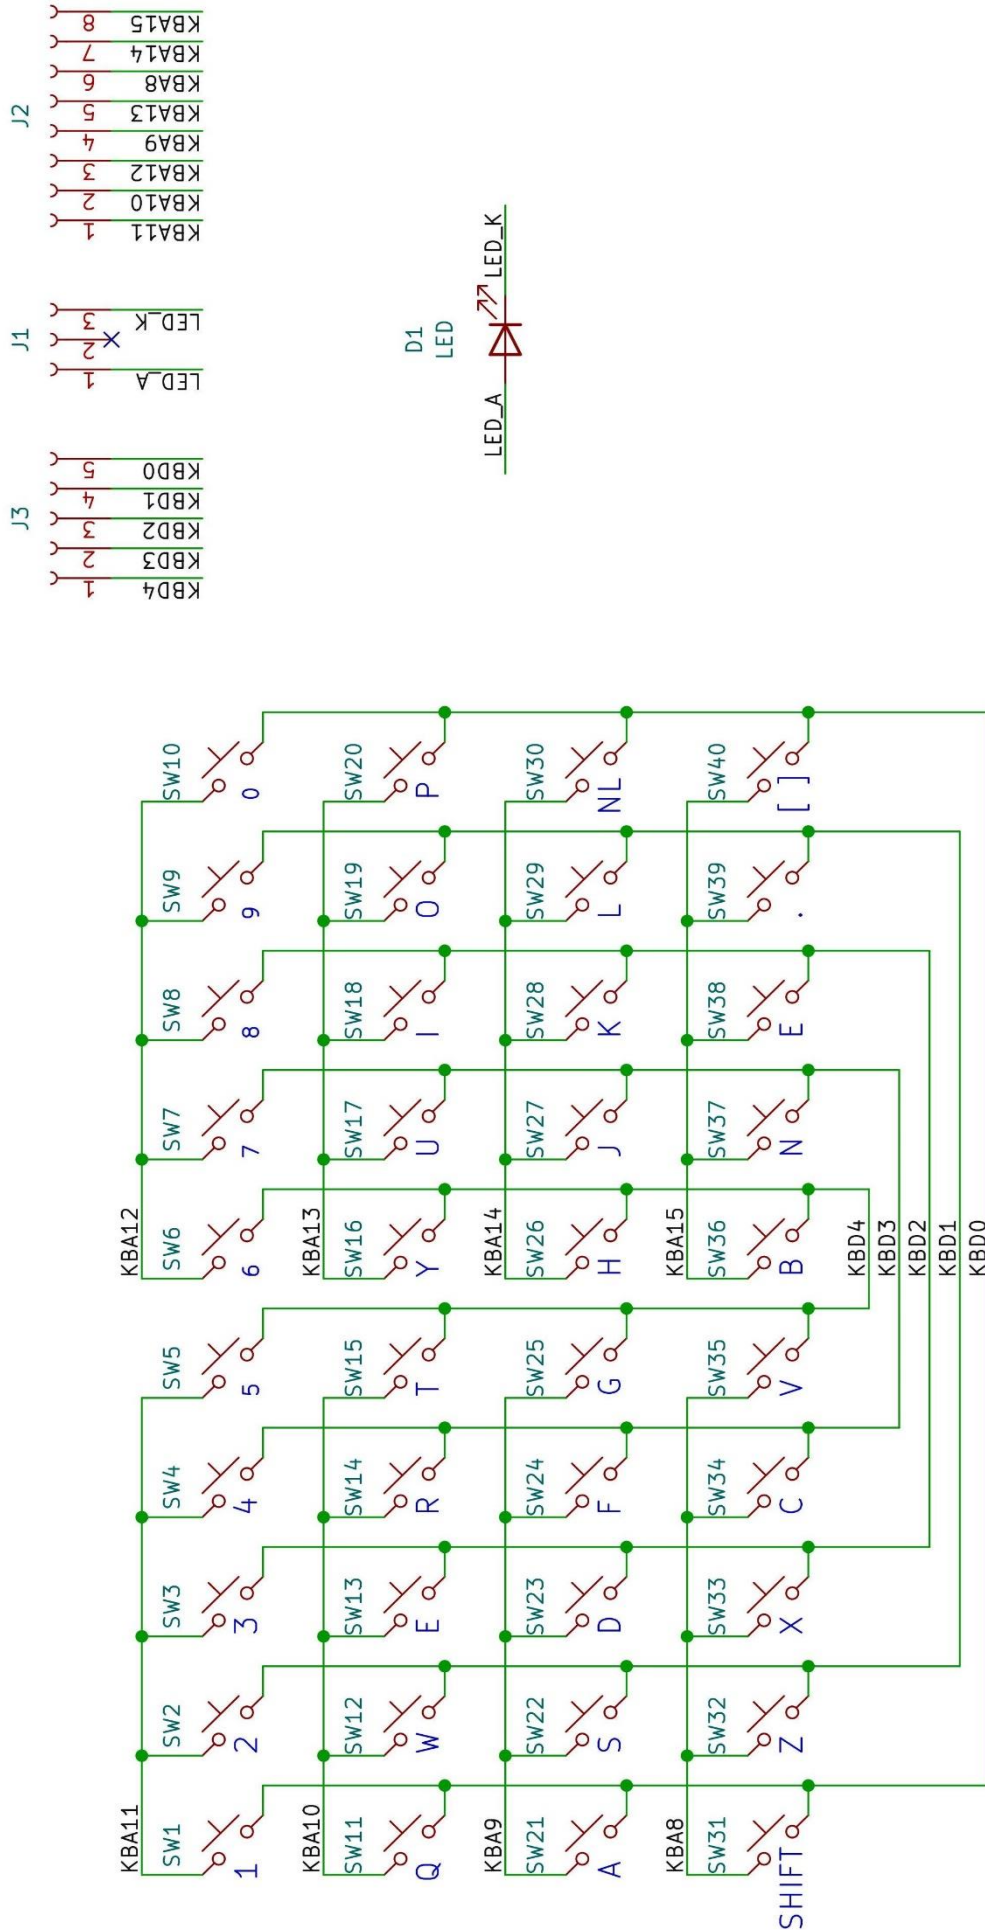 J3
J1
J2
1
2
3
4
5
1
2
3
1
2
3
4
5
6
7
8
KBD4
KBD3
KBD2
KBD1
KBD0
LED_A
LED_K
KBA11
KBA10
KBA12
KBA9
KBA13
KBA8
KBA14
KBA15
D1
LED
LED_A
LED_K
KBA11
KBA12
SW1
SW2
SW3
SW4
SW5
SW6
SW7
SW8
SW9
SW10
1
2
3
4
5
6
7
8
9
0
KBA10
KBA13
SW11
SW12
SW13
SW14
SW15
SW16
SW17
SW18
SW19
SW20
Q
W
E
R
T
Y
U
I
O
P
KBA9
KBA14
SW21
SW22
SW23
SW24
SW25
SW26
SW27
SW28
SW29
SW30
A
S
D
F
G
H
J
K
L
NL
KBA8
KBA15
SW31
SW32
SW33
SW34
SW35
SW36
SW37
SW38
SW39
SW40
SHIFT
Z
X
C
V
B
N
E
.
[ ]
KBD4
KBD3
KBD2
KBD1
KBD0